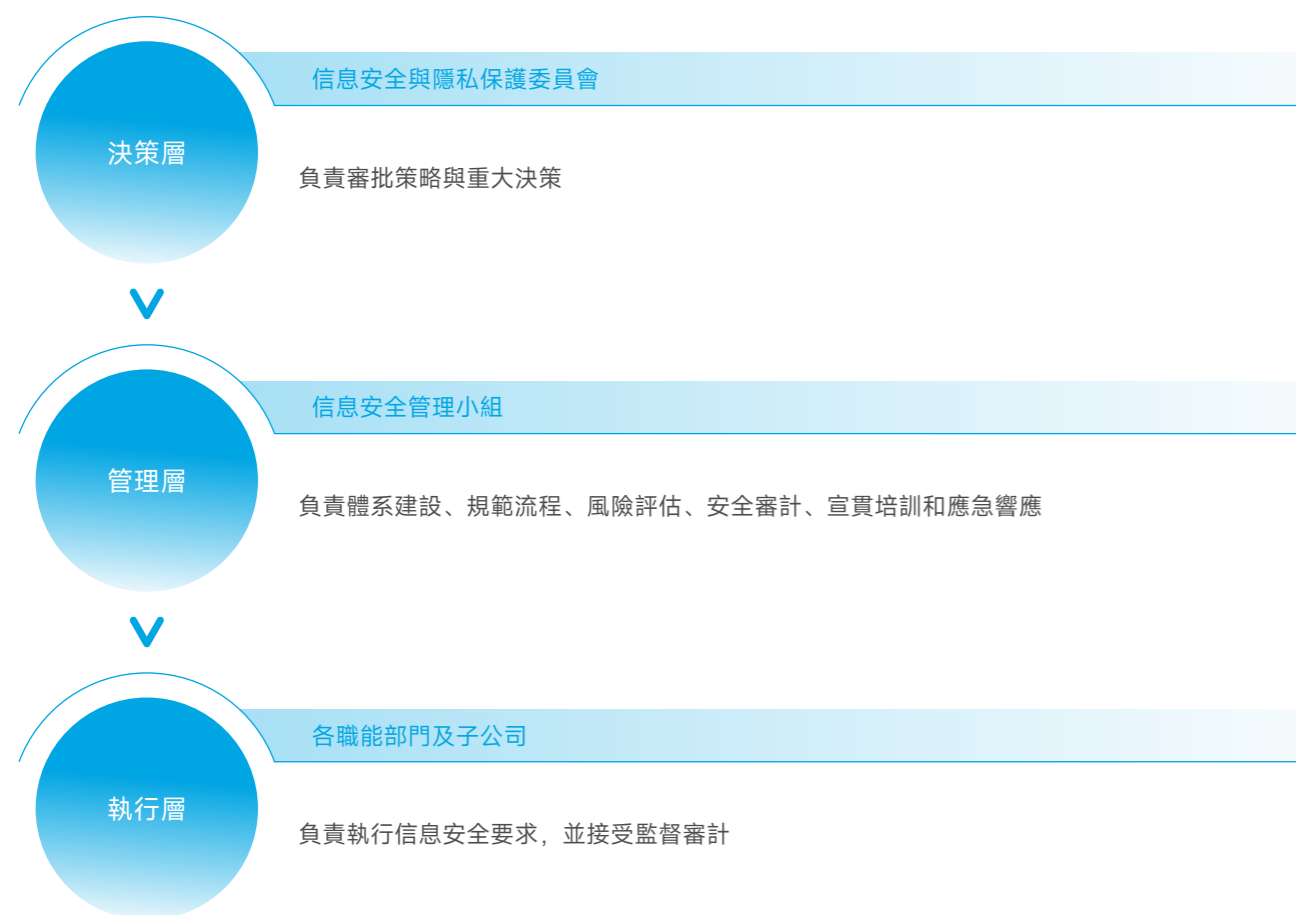 信息安全與隱私保護委員會
決策層
負責審批策略與重大決策
信息安全管理小組
管理層
負責體系建設、規範流程、風險評估、安全審計、宣貫培訓和應急響應
各職能部門及子公司
執行層
負責執行信息安全要求，並接受監督審計